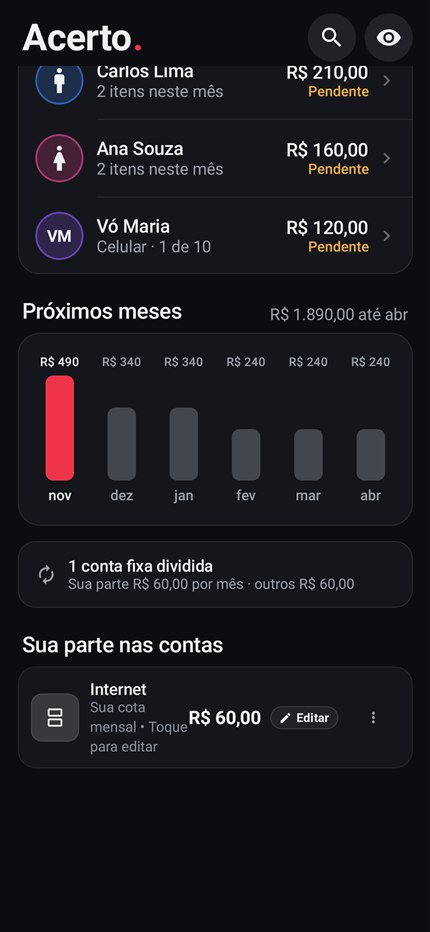 Acerto.
Carlos Lima
R$ 210,00
2 itens neste mês
Pendente
Ana Souza
R$ 160,00
2 itens neste mês
Pendente
VM
Vó Maria
R$ 120,00
Celular · 1 de 10
Pendente
Próximos meses
R$ 1.890,00 até abr
R$ 490 R$ 340 R$ 340 R$ 240 R$ 240 R$ 240
nov dez jan fev mar abr
1 conta fixa dividida
Sua parte R$ 60,00 por mês · outros R$ 60,00
Sua parte nas contas
Internet
Sua cota
mensal • Toque
para editar
R$ 60,00
Editar